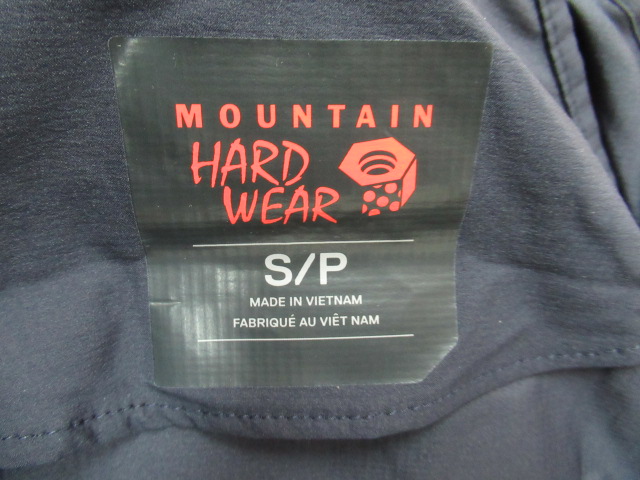 MOUNTAIN
HARD
WEAR
S/P
MADE IN VIETNAM
FABRIQUÉ AU VIÊT NAM